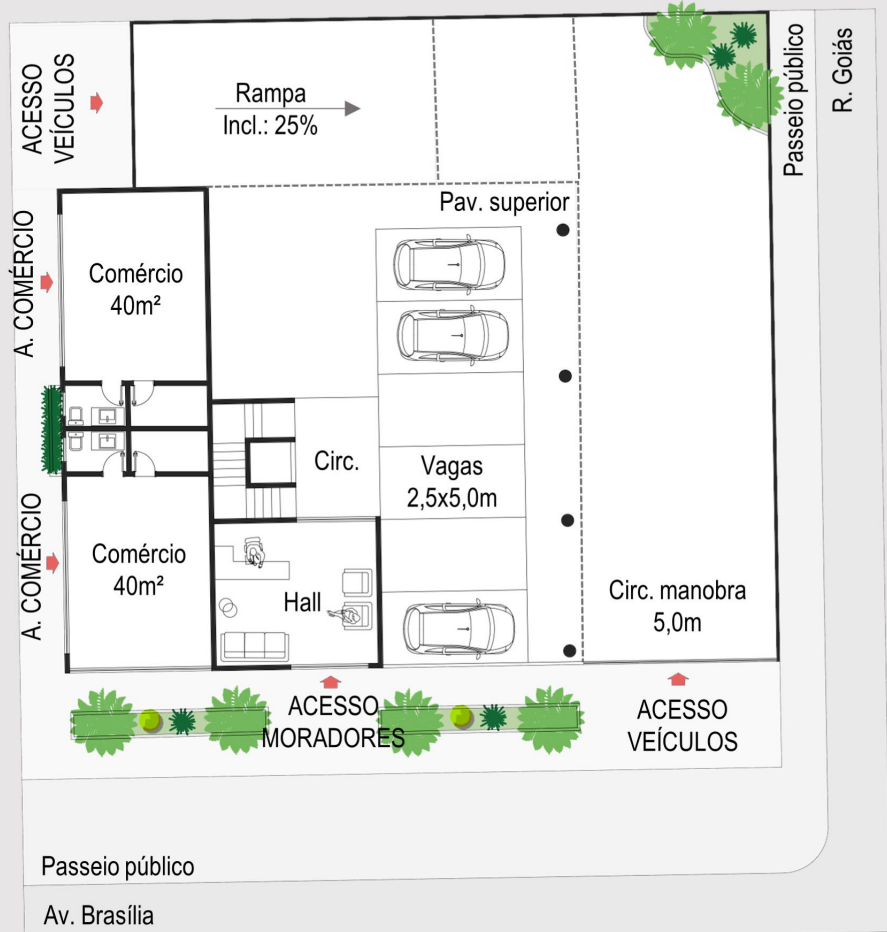 ACESSO
VEÍCULOS
Rampa
Incl.: 25%
Passeio público
R. Goiás
Pav. superior
A. COMÉRCIO
Comércio
40m²
Circ.
Vagas
2,5x5,0m
A. COMÉRCIO
Comércio
40m²
Hall
Circ. manobra
5,0m
ACESSO
MORADORES
ACESSO
VEÍCULOS
Passeio público
Av. Brasília